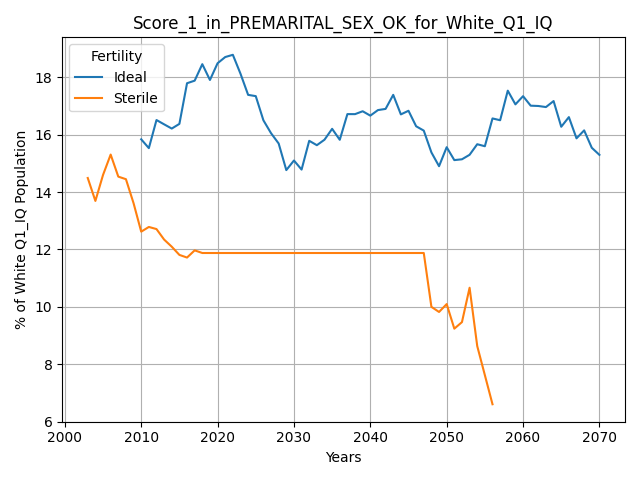 Score_1_in_PREMARITAL_SEX_OK_for_White_Q1_IQ
Fertility
Ideal
Sterile
% of White Q1_IQ Population
18
16
14
12
10
8
6
2000 2010 2020 2030 2040 2050 2060 2070
Years